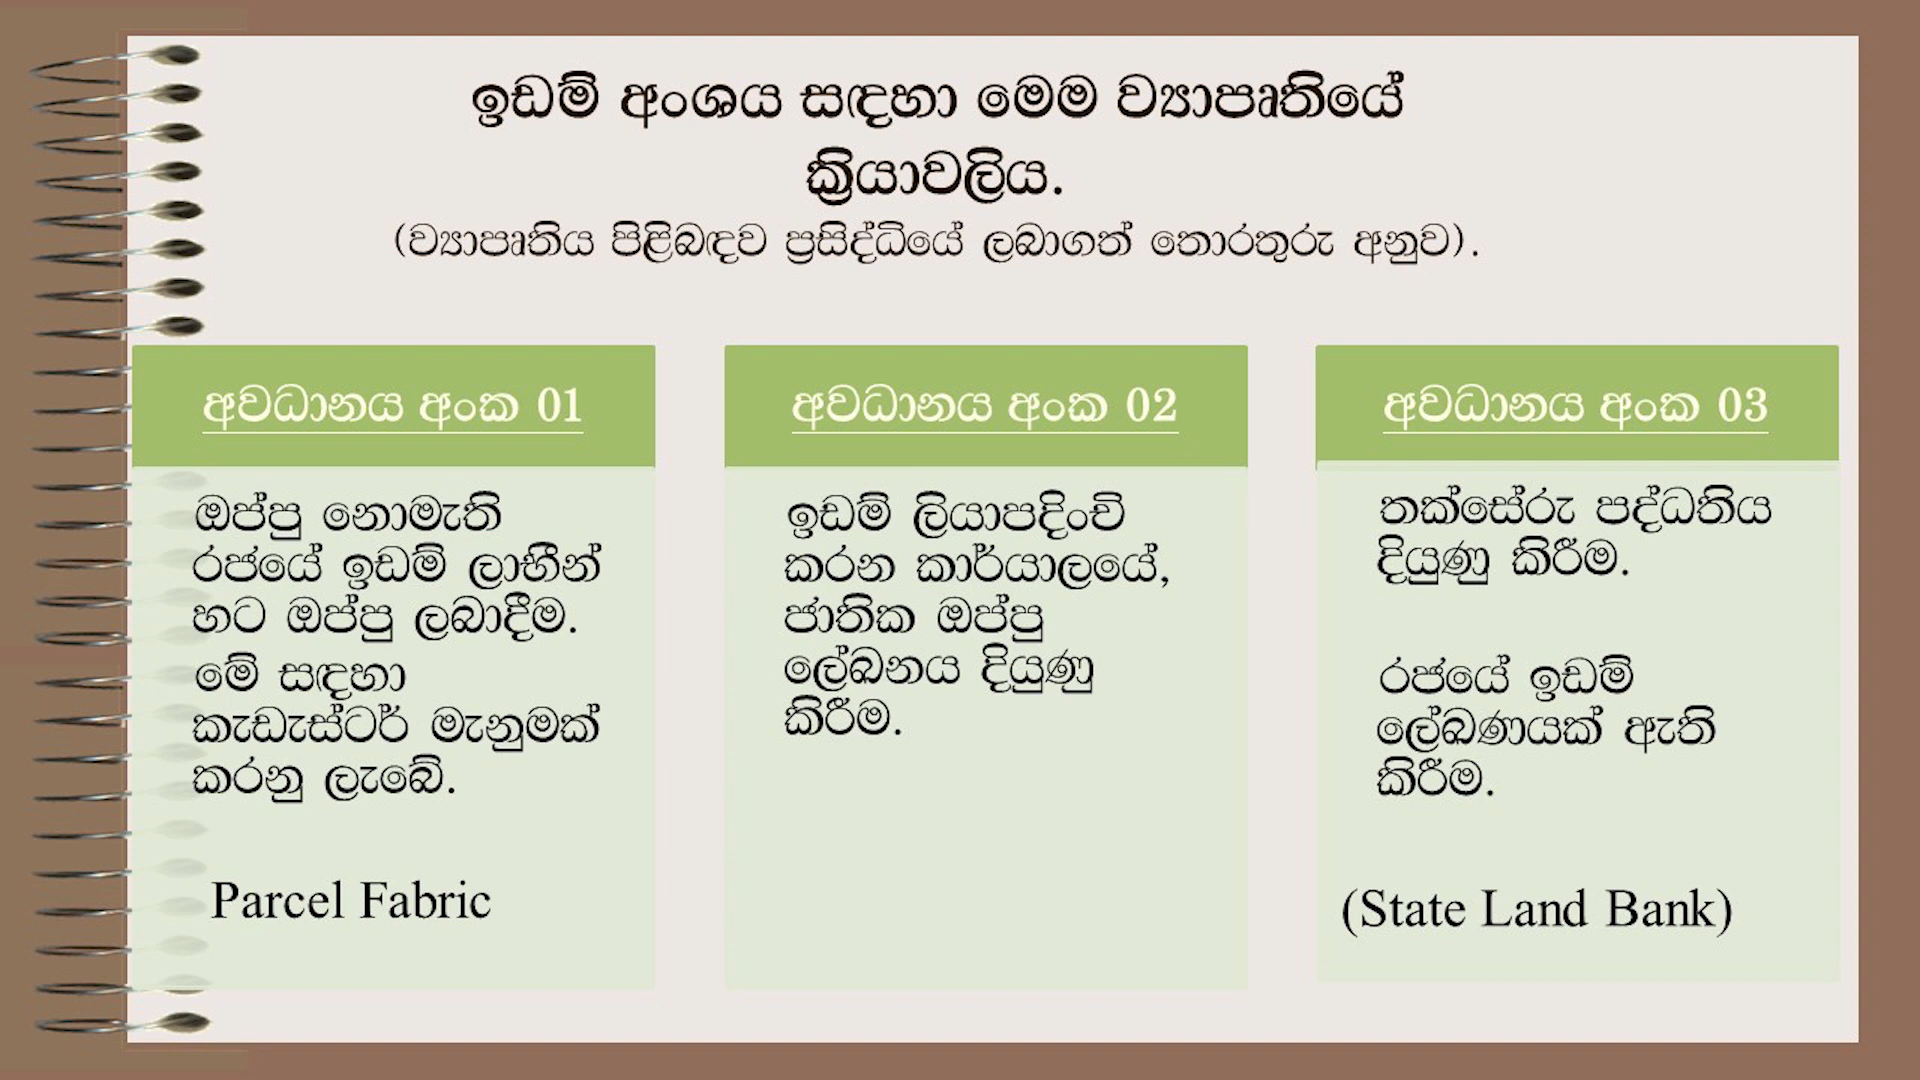 ඉඩම් අංශය සඳහා මෙම ව්‍යාපෘතියේ
ක්‍රියාවලිය.
(ව්‍යාපෘතිය පිළිබඳව ප්‍රසිද්ධියේ ලබාගත් තොරතුරු අනුව).
අවධානය අංක 01
ඔප්පු නොමැති
රජයේ ඉඩම් ලාභීන්
හට ඔප්පු ලබාදීම.
මේ සඳහා
කැඩැස්ටර් මැනුමක්
කරනු ලැබේ.
Parcel Fabric
අවධානය අංක 02
ඉඩම් ලියාපදිංචි
කරන කාර්යාලයේ,
ජාතික ඔප්පු
ලේඛනය දියුණු
කිරීම.
අවධානය අංක 03
තක්සේරු පද්ධතිය
දියුණු කිරීම.
රජයේ ඉඩම්
ලේඛණයක් ඇති
කිරීම.
(State Land Bank)